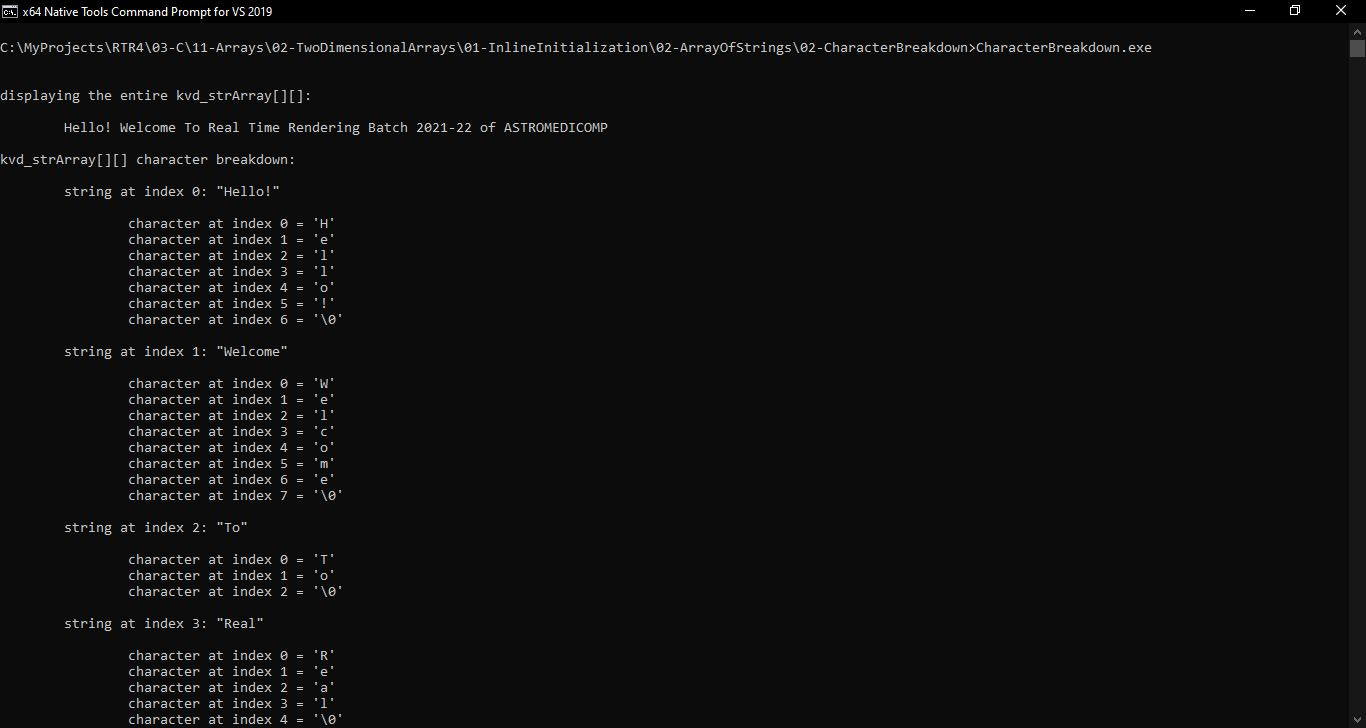 x64 Native Tools Command Prompt for VS 2019
C:\MyProjects\RTR4\03-C\11-Arrays\02-TwoDimensionalArrays\01-InlineInitialization\02-ArrayOfStrings\02-CharacterBreakdown>CharacterBreakdown.exe
displaying the entire kvd_strArray[][]:
Hello! Welcome To Real Time Rendering Batch 2021-22 of ASTROMEDICOMP
kvd_strArray[][] character breakdown:
string at index 0: "Hello!"
character at index 0 = 'H'
character at index 1 = 'e'
character at index 2 = 'l'
character at index 3 = 'l'
character at index 4 = 'o'
character at index 5 = '!'
character at index 6 = '\0'
string at index 1: "Welcome"
character at index 0 = 'W'
character at index 1 = 'e'
character at index 2 = 'l'
character at index 3 = 'c'
character at index 4 = 'o'
character at index 5 = 'm'
character at index 6 = 'e'
character at index 7 = '\0'
string at index 2: "To"
character at index 0 = 'T'
character at index 1 = 'o'
character at index 2 = '\0'
string at index 3: "Real"
character at index 0 = 'R'
character at index 1 = 'e'
character at index 2 = 'a'
character at index 3 = 'l'
character at index 4 = '\0'